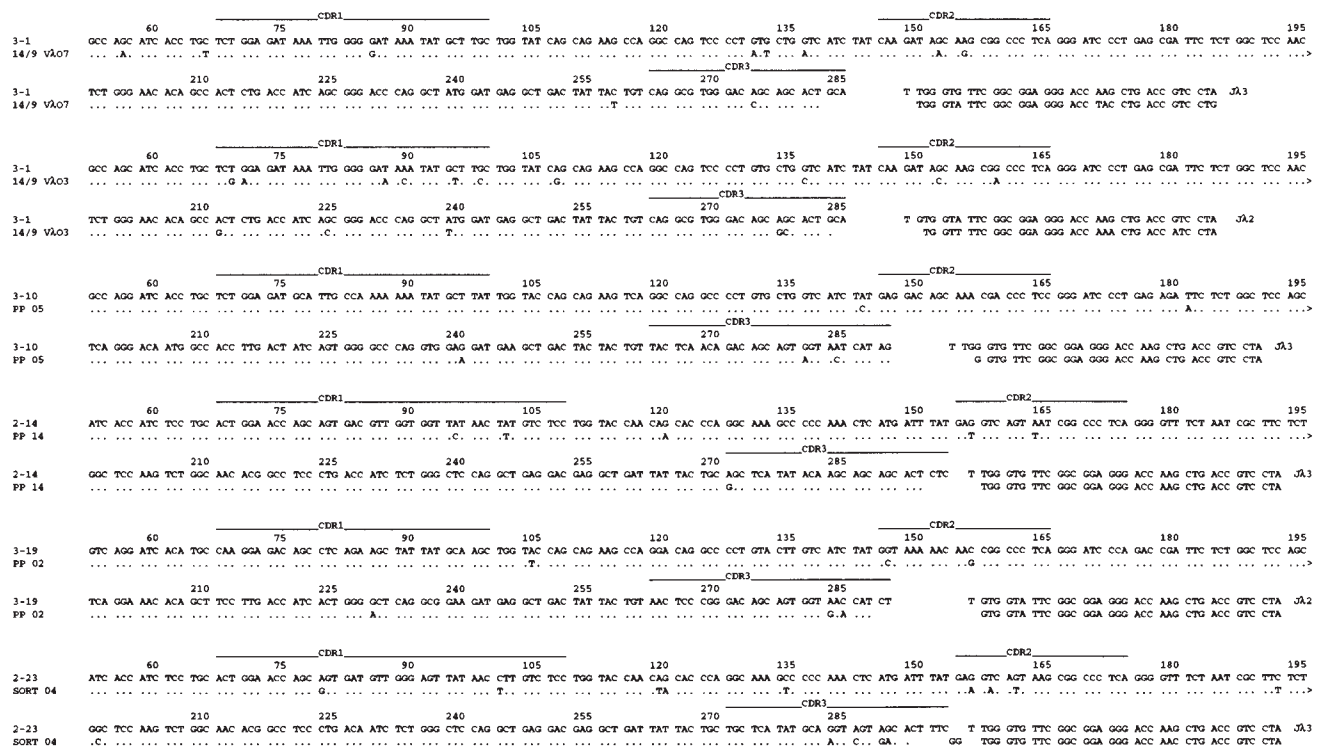 CDR1 CDR2
60 75 90 105 120 135 150 165 180 195
3-1 GCC AGC ATC ACC TGC TCT GGA GAT AAA TTG GGG GAT AAA TAT GCT TGC TGG TAT CAG CAG AAG CCA GGC CAG TCC CCT GTG CTG GTC ATC TAT CAA GAT AGC AAG CGG CCC TCA GGG ATC CCT GAG CGA TTC TCT GGC TCC AAC
14/9 Vλ07 ... .A. ... ... ..T ... ... ... ... ... .G. ... ... ... ... ... ... ... ... ... ... ... ... ... ... .A. T.. ..A ... ... ... ... ..A .G. ... ... ... ... ... ... ... ... ... ... ... ... ...>
CDR3
210 225 240 255 270 285
3-1 TCT GGG AAC ACA GCC ACT CTG ACC ATC AGC GGG ACC CAG GCT ATG GAT GAG GCT GAC TAT TAC TGT CAG GCG TGG GAC AGC AGC ACT GCA T TGG GTG TTC GGC GGA GGG ACC AAG CTG ACC GTC CTA Jλ3
14/9 Vλ07 ... ... ... ... ... ... ... ... ... ... ... ... ... ... ... ... ... ... ... ..T ... ... ... ... ... ... .C. ... ... ... TGG GTA TTC GGC GGA GGG ACC TAC CTG ACC GTC CTG
CDR1 CDR2
60 75 90 105 120 135 150 165 180 195
3-1 GCC AGC ATC ACC TGC TCT GGA GAT AAA TTG GGG GAT AAA TAT GCT TGC TGG TAT CAG CAG AAG CCA GGC CAG TCC CCT GTG CTG GTC ATC TAT CAA GAT AGC AAG CGG CCC TCA GGG ATC CCT GAG CGA TTC TCT GGC TCC AAC
14/9 Vλ03
CDR3
210 225 240 255 270 285
3-1 TCT GGG AAC ACA GCC ACT CTG ACC ATC AGC GGG ACC CAG GCT ATG GAT GAG GCT GAC TAT TAC TGT CAG GCG TGG GAC AGC AGC ACT GCA T GTG GTA TTC GGC GGA GGG ACC AAG CTG ACC GTC CTA Jλ2
14/9 Vλ03 TG GTT TTC GGC GGA GGG ACC AAA CTG ACC ATC CTA
CDR1 CDR2
60 75 90 105 120 135 150 165 180 195
3-10 GCC AGG ATC ACC TGC TCT GGA GAT GCA TTG CCA AAA AAA TAT GCT TAT TGG TAC CAG CAG AAG TCA GGC CAG GCC CCT GTG CTG GTC ATC TAT GAG GAC AGC AAA CGA CCC TCC GGG ATC CCT GAG AGA TTC TCT GGC TCC AGC
PP 05
CDR3
210 225 240 255 270 285
3-10 TCA GGG ACA ATG GCC ACC TTG ACT ATC AGT GGG GCC CAG GTG GAG GAT GAA GCT GAC TAC TAC TGT TAC TCA ACA GAC AGC AGT GGT AAT CAT AG T TGG GTG TTC GGC GGA GGG ACC AAG CTG ACC GTC CTA Jλ3
PP 05 G GTG TTC GGC GGA GGG ACC AAG CTG ACC GTC CTA
CDR1 CDR2
60 75 90 105 120 135 150 165 180 195
2-14 ATC ACC ATC TCC TGC ACT GGA ACC AGC AGT GAC GTT GGT GGT TAT AAC TAT GTC TCC TGG TAC CAA CAG CAC CCA GGC AAA GCC CCC AAA CTC ATG ATT TAT GAG GTC AGT AAT CGG CCC TCA GGG GTT TCT AAT CGC TTC TCT
PP 14
CDR3
210 225 240 255 270 285
2-14 GGC TCC AAG TCT GGC AAC ACG GCC TCC CTG ACC ATC TCT GGG CTC CAG GCT GAG GAC GAG GCT GAT TAT TAC TGC AGC TCA TAT ACA AGC AGC AGC ACT CTC T TGG GTG TTC GGC GGA GGG ACC AAG CTG ACC GTC CTA Jλ3
PP 14 TGG GTG TTC GGC GGA GGG ACC AAG CTG ACC GTC CTA
CDR1 CDR2
60 75 90 105 120 135 150 165 180 195
3-19 GTC AGG ATC ACA TGC CAA GGA GAC AGC CTC AGA AGC TAT TAT GCA AGC TGG TAC CAG CAG AAG CCA GGA CAG GCC CCT GTA CTT GTC ATC TAT GGT AAA AAC AAC CGG CCC TCA GGG ATC CCA GAC CGA TTC TCT GGC TCC AGC
PP 02
CDR3
210 225 240 255 270 285
3-19 TCA GGA AAC ACA GCT TCC TTG ACC ATC ACT GGG GCT CAG GCG GAA GAT GAG GCT GAC TAT TAC TGT AAC TCC CGG GAC AGC AGT GGT AAC CAT CT T GTG GTA TTC GGC GGA GGG ACC AAG CTG ACC GTC CTA Jλ2
PP 02 GTG GTA TTC GGC GGA GGG ACC AAG CTG ACC GTC CTA
CDR1 CDR2
60 75 90 105 120 135 150 165 180 195
2-23 ATC ACC ATC TCC TGC ACT GGA ACC AGC AGT GAT GTT GGG AGT TAT AAC CTT GTC TCC TGG TAC CAA CAG CAC CCA GGC AAA GCC CCC AAA CTC ATG ATT TAT GAG GTC AGT AAG CGG CCC TCA GGG GTT TCT AAT CGC TTC TCT
SORT 04
CDR3
210 225 240 255 270 285
2-23 GGC TCC AAG TCT GGC AAC ACG GCC TCC CTG ACA ATC TCT GGG CTC CAG GCT GAG GAC GAG GCT GAT TAT TAC TGC TGC TCA TAT GCA GGT AGT AGC ACT TTC T TGG GTG TTC GGC GGA GGG ACC AAG CTG ACC GTC CTA Jλ3
SORT 04 GG TGG GTG TTC GGC GGA GGG ACC AAG CTG ACC GTC CTA